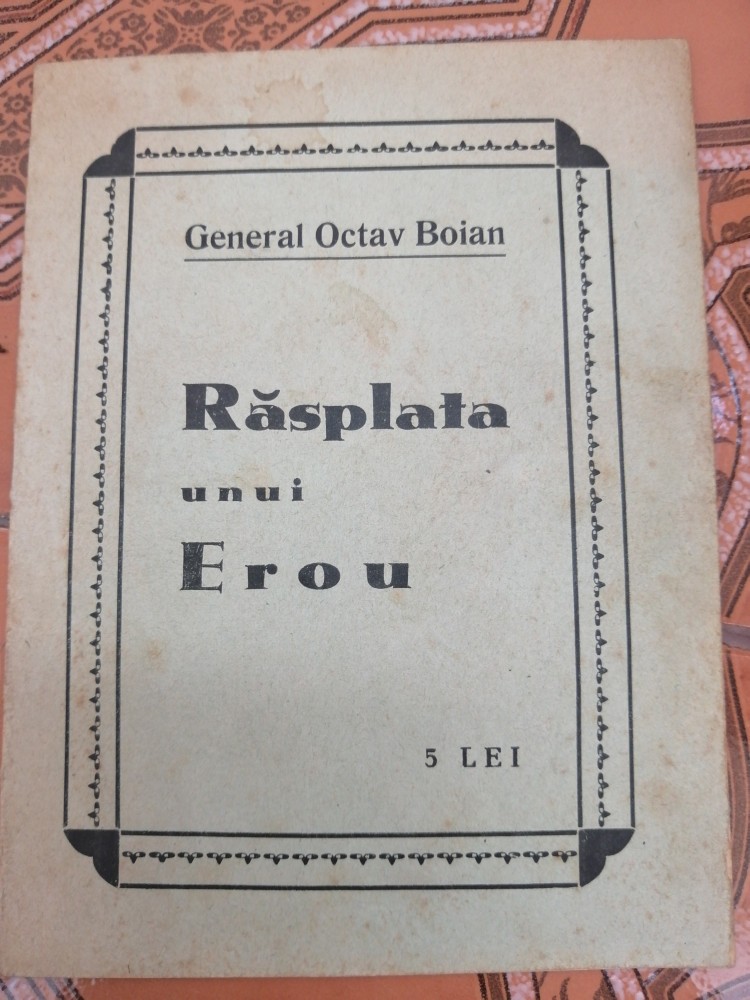 General Octav Boian
Răsplata
unui
Erou
5 LEI